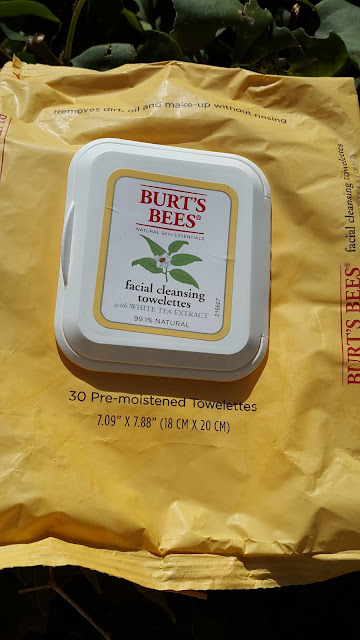 Removes dirt, oil and make-up without rinsing
BURT'S
BEES®
NATURAL SKIN ESSENTIALS
facial cleansing
towelettes
with WHITE TEA EXTRACT
99.1% NATURAL
215627
30 Pre-moistened Towelettes
7.09" X 7.88" (18 CM X 20 CM)
BURT'S BEES® facial cleansing towelettes